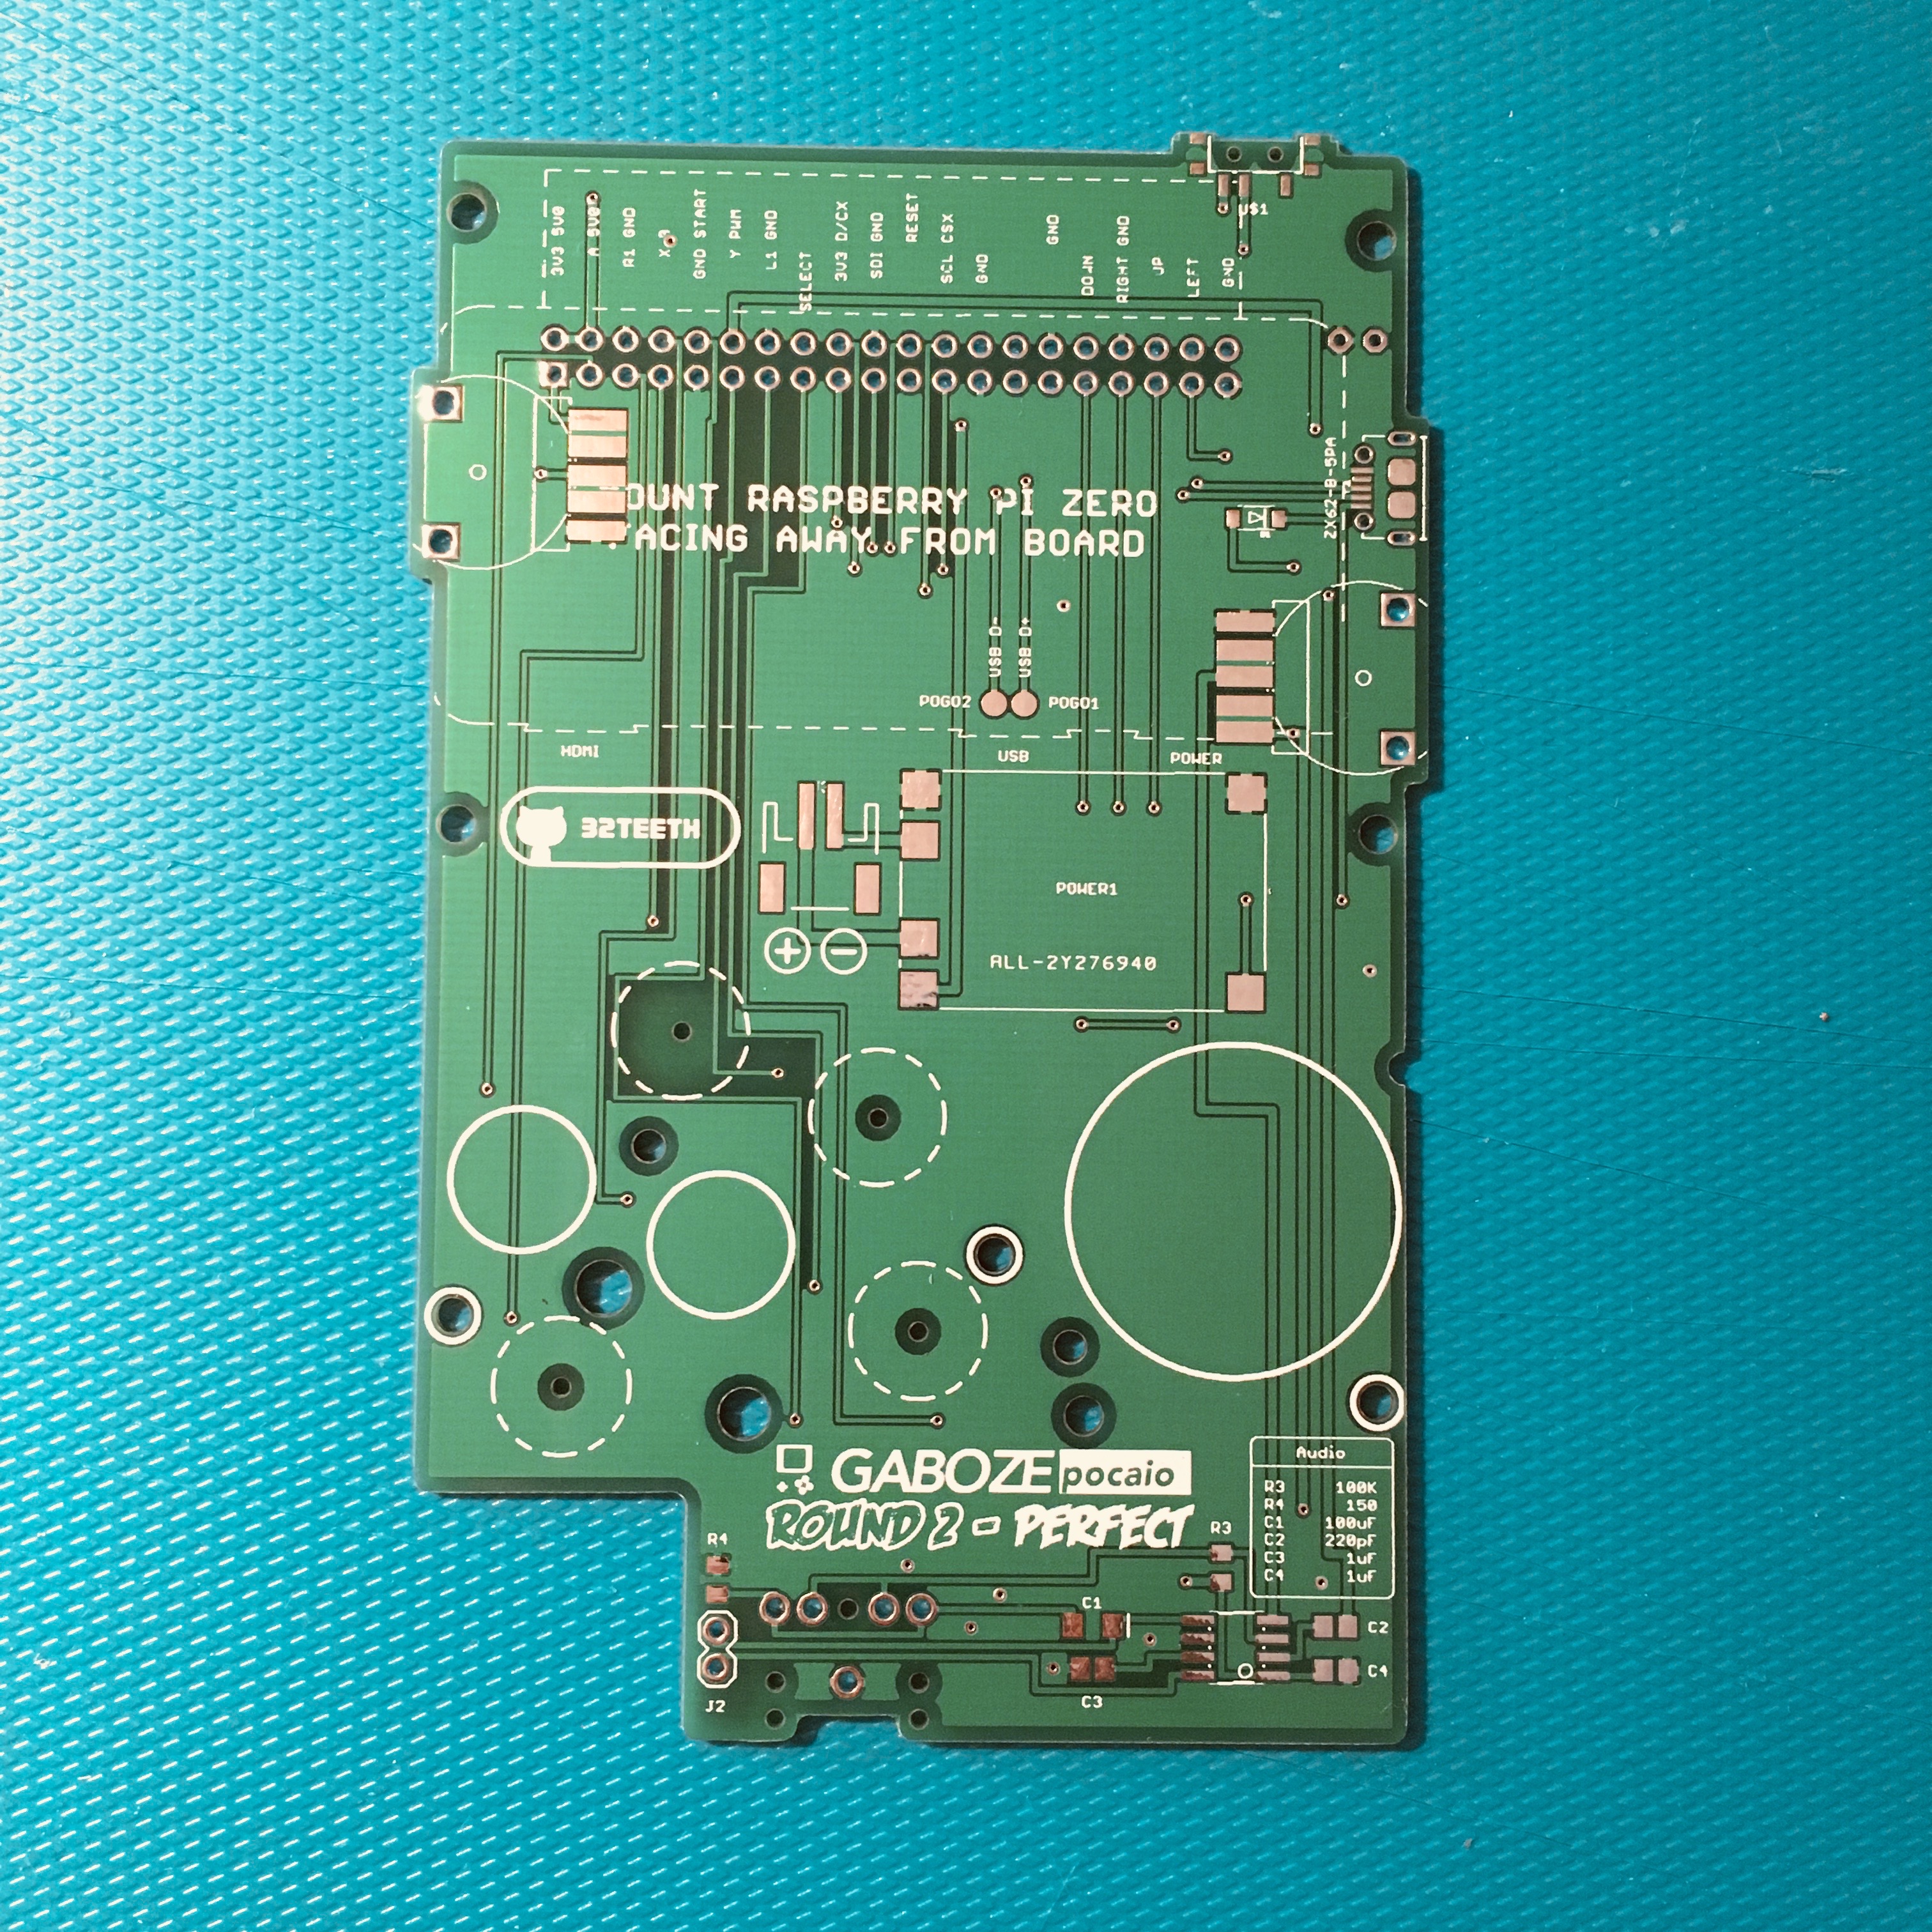 U$1
3V3 5V0
A 5V0
R1 GND
GND START
Y PWM
L1 GND
SELECT
3V3 D/CX
SDI GND
RESET
SCL CSX
GND
GND
DOWN
RIGHT GND
UP
LEFT
GND
ZX62-B-5PA
OUNT RASPBERRY PI ZERO
ACING AWAY FROM BOARD
USB D-
USB D+
POGO2
POGO1
HDMI
USB
POWER
32TEETH
POWER1
+ −
ALL-2Y276940
GABOZE pocaio
ROUND 2 - PERFECT
Audio
R3 100K
R4 150
C1 100uF
C2 220pF
C3 1uF
C4 1uF
R4
R3
C1
C2
C4
C3
J2